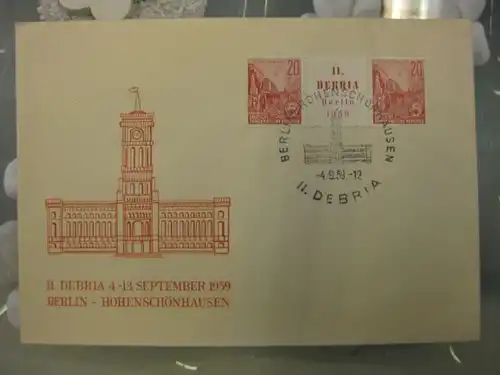 20
II.
DEBRIA
Berlin
1959
20
BERLIN-HOHENSCHÖNHAUSEN
-4.9.59-12
II. DEBRIA
II. DEBRIA 4-13. SEPTEMBER 1959
BERLIN - HOHENSCHÖNHAUSEN